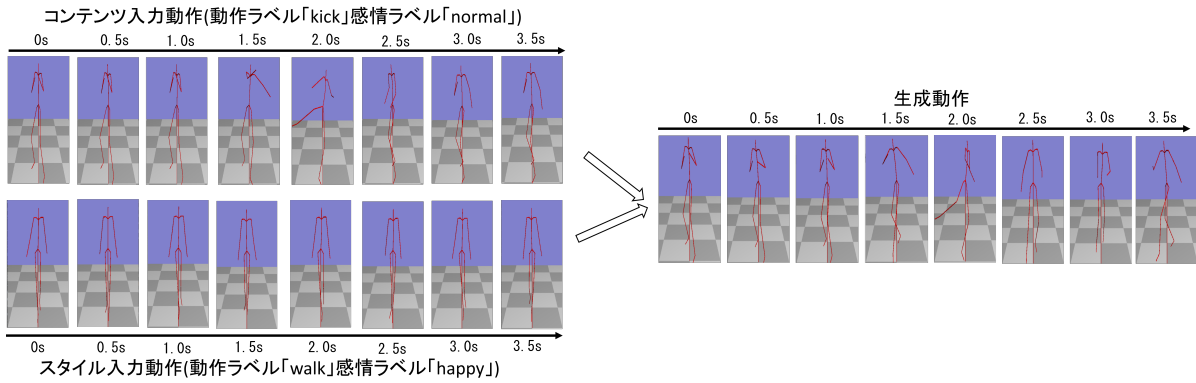 コンテンツ入力動作(動作ラベル「kick」感情ラベル「normal」)
0s 0.5s 1.0s 1.5s 2.0s 2.5s 3.0s 3.5s
生成動作
0s 0.5s 1.0s 1.5s 2.0s 2.5s 3.0s 3.5s
0s 0.5s 1.0s 1.5s 2.0s 2.5s 3.0s 3.5s
スタイル入力動作(動作ラベル「walk」感情ラベル「happy」)